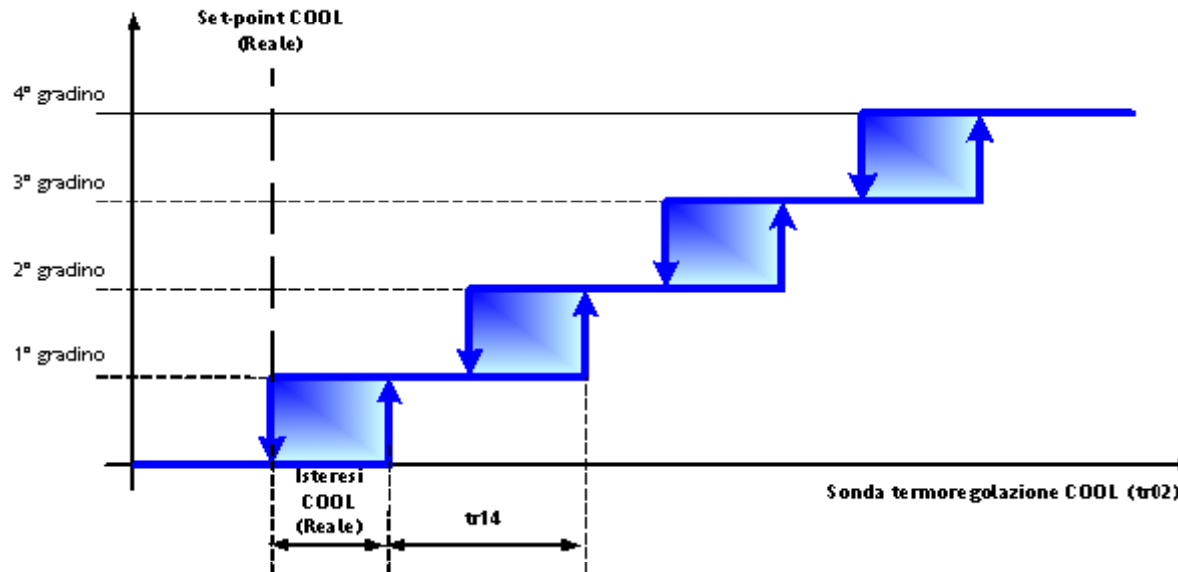 Set-point COOL
(Reale)
4° gradino
3° gradino
2° gradino
1° gradino
Isteresi
COOL
(Reale)
tr14
Sonda termoregolazione COOL (tr02)